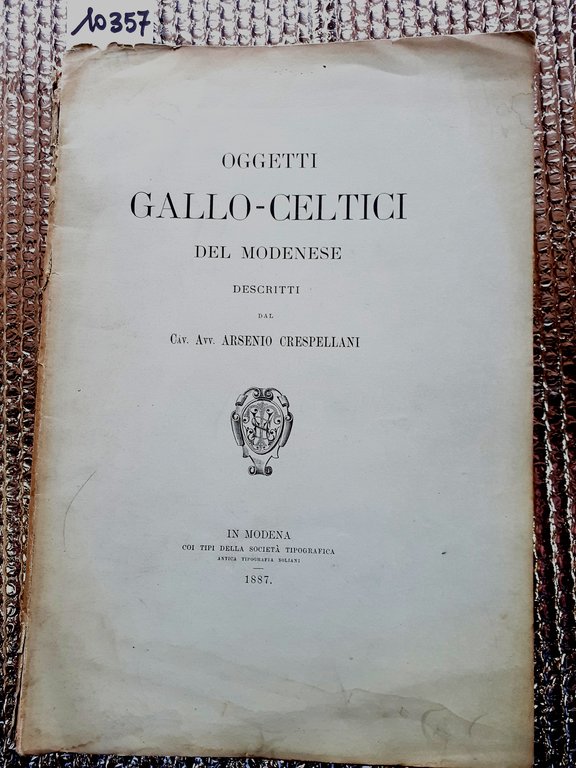 10357
OGGETTI
GALLO-CELTICI
DEL MODENESE
DESCRITTI
DAL
CAV. AVV. ARSENIO CRESPELLANI
IN MODENA
COI TIPI DELLA SOCIETÀ TIPOGRAFICA
ANTICA TIPOGRAFIA SOLIANI
1887.